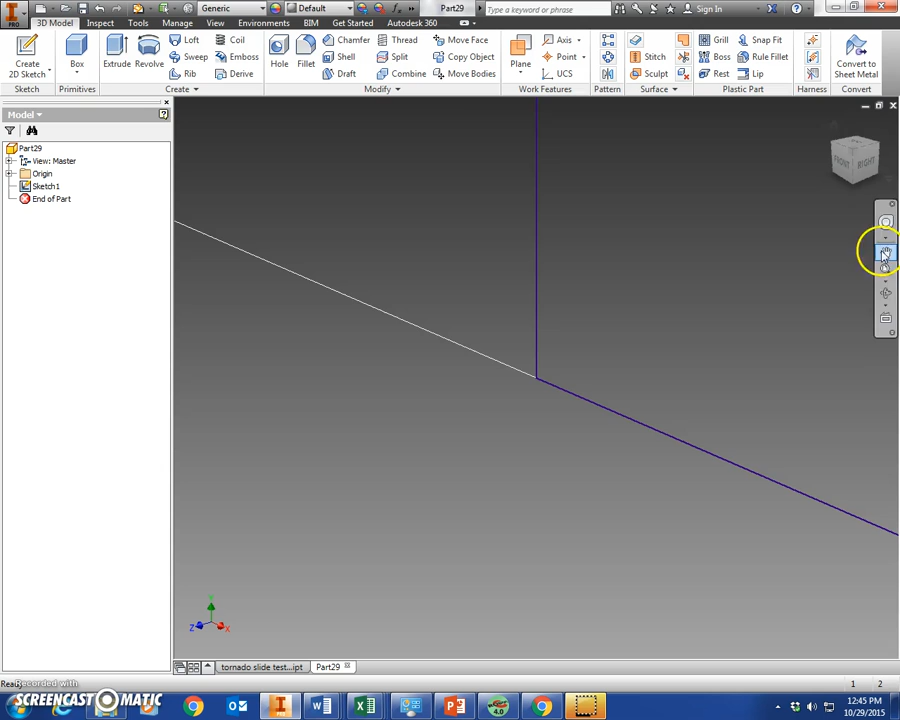 PRO
Generic
Default
Part29
Type a keyword or phrase
Sign In
3D Model
Inspect
Tools
Manage
View
Environments
BIM
Get Started
Autodesk 360
Create
2D Sketch
Box
Extrude
Revolve
Loft
Coil
Sweep
Emboss
Rib
Derive
Hole
Fillet
Chamfer
Thread
Shell
Split
Draft
Combine
Move Face
Copy Object
Move Bodies
Plane
Axis
Point
UCS
Stitch
Sculpt
Grill
Snap Fit
Boss
Rule Fillet
Rest
Lip
Convert to
Sheet Metal
Sketch
Primitives
Create
Modify
Work Features
Pattern
Surface
Plastic Part
Harness
Convert
Model
Part29
View: Master
Origin
Sketch1
End of Part
FRONT
RIGHT
Y
Z
X
tornado slide test...ipt
Part29
Ready
1
2
Recorded with
SCREENCAST-O-MATIC
12:45 PM
10/29/2015